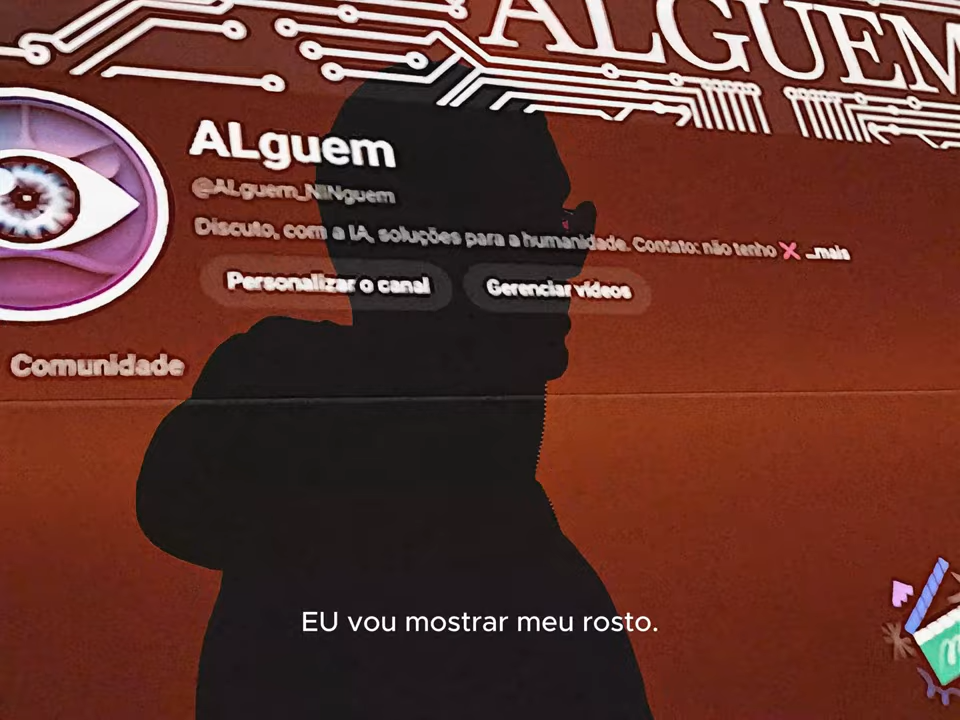 ALGUEM
ALguem
@ALguem_NINguem
Discuto, com a IA, soluções para a humanidade. Contato: não tenho ❌ ...mais
Personalizar o canal
Gerenciar vídeos
Comunidade
EU vou mostrar meu rosto.